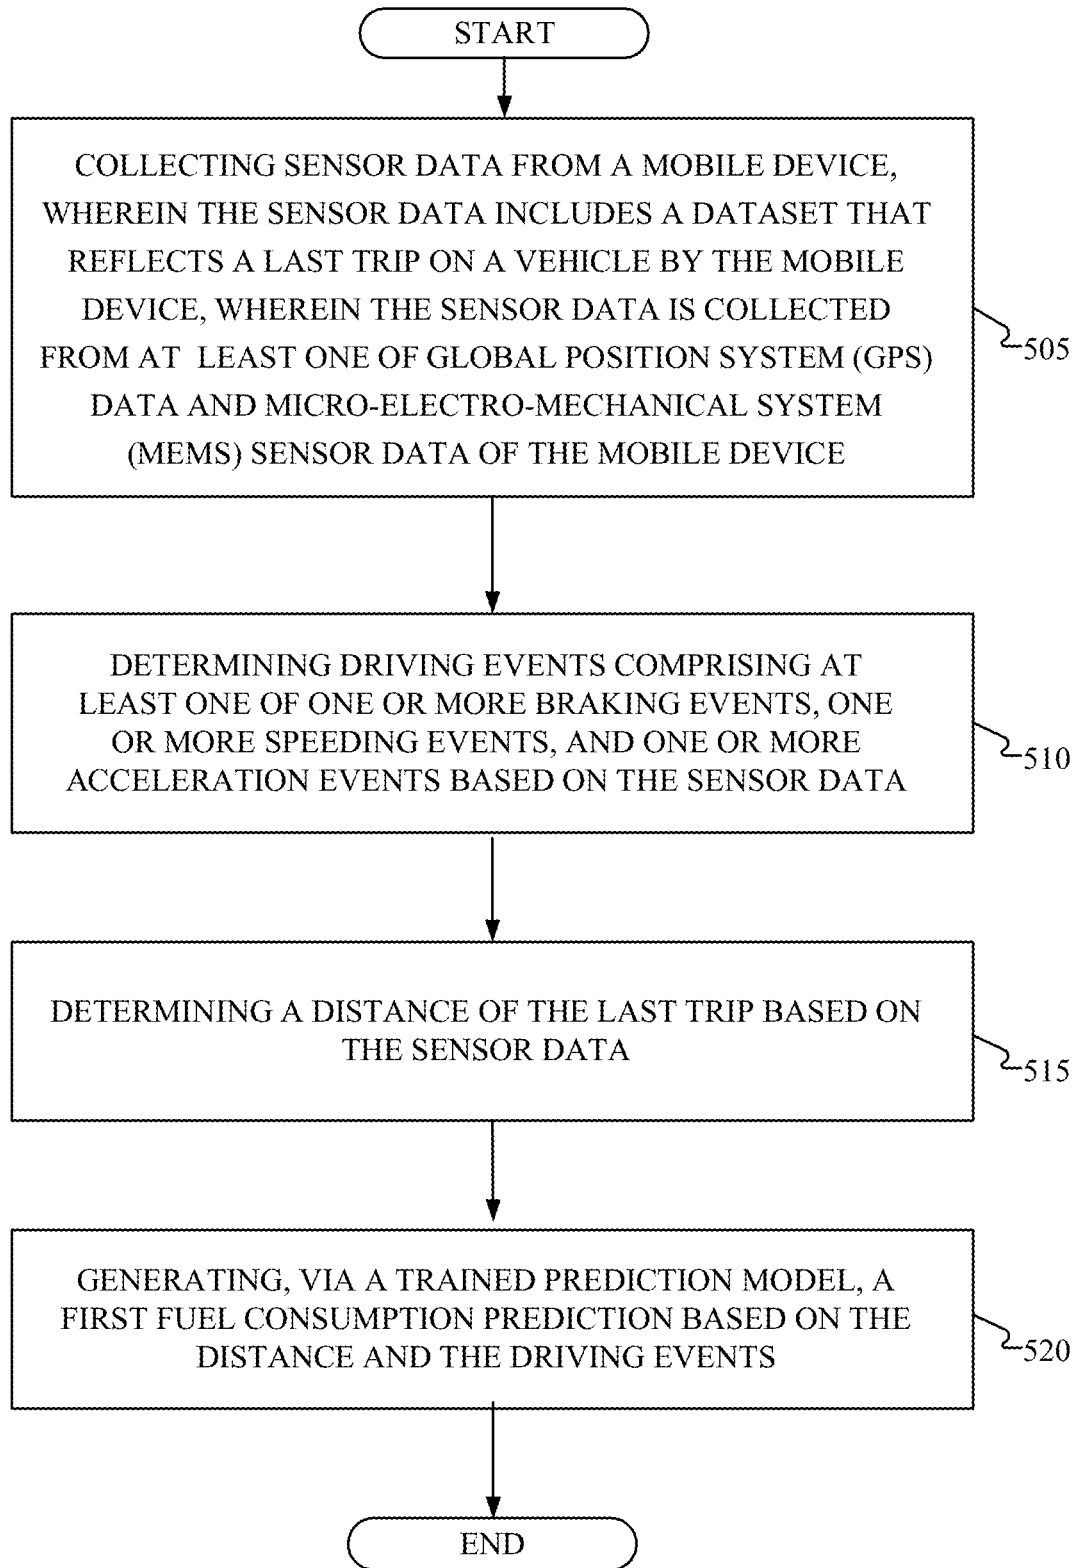 START
COLLECTING SENSOR DATA FROM A MOBILE DEVICE,
WHEREIN THE SENSOR DATA INCLUDES A DATASET THAT
REFLECTS A LAST TRIP ON A VEHICLE BY THE MOBILE
DEVICE, WHEREIN THE SENSOR DATA IS COLLECTED
FROM AT LEAST ONE OF GLOBAL POSITION SYSTEM (GPS)
DATA AND MICRO-ELECTRO-MECHANICAL SYSTEM
(MEMS) SENSOR DATA OF THE MOBILE DEVICE
505
DETERMINING DRIVING EVENTS COMPRISING AT
LEAST ONE OF ONE OR MORE BRAKING EVENTS, ONE
OR MORE SPEEDING EVENTS, AND ONE OR MORE
ACCELERATION EVENTS BASED ON THE SENSOR DATA
510
DETERMINING A DISTANCE OF THE LAST TRIP BASED ON
THE SENSOR DATA
515
GENERATING, VIA A TRAINED PREDICTION MODEL, A
FIRST FUEL CONSUMPTION PREDICTION BASED ON THE
DISTANCE AND THE DRIVING EVENTS
520
END